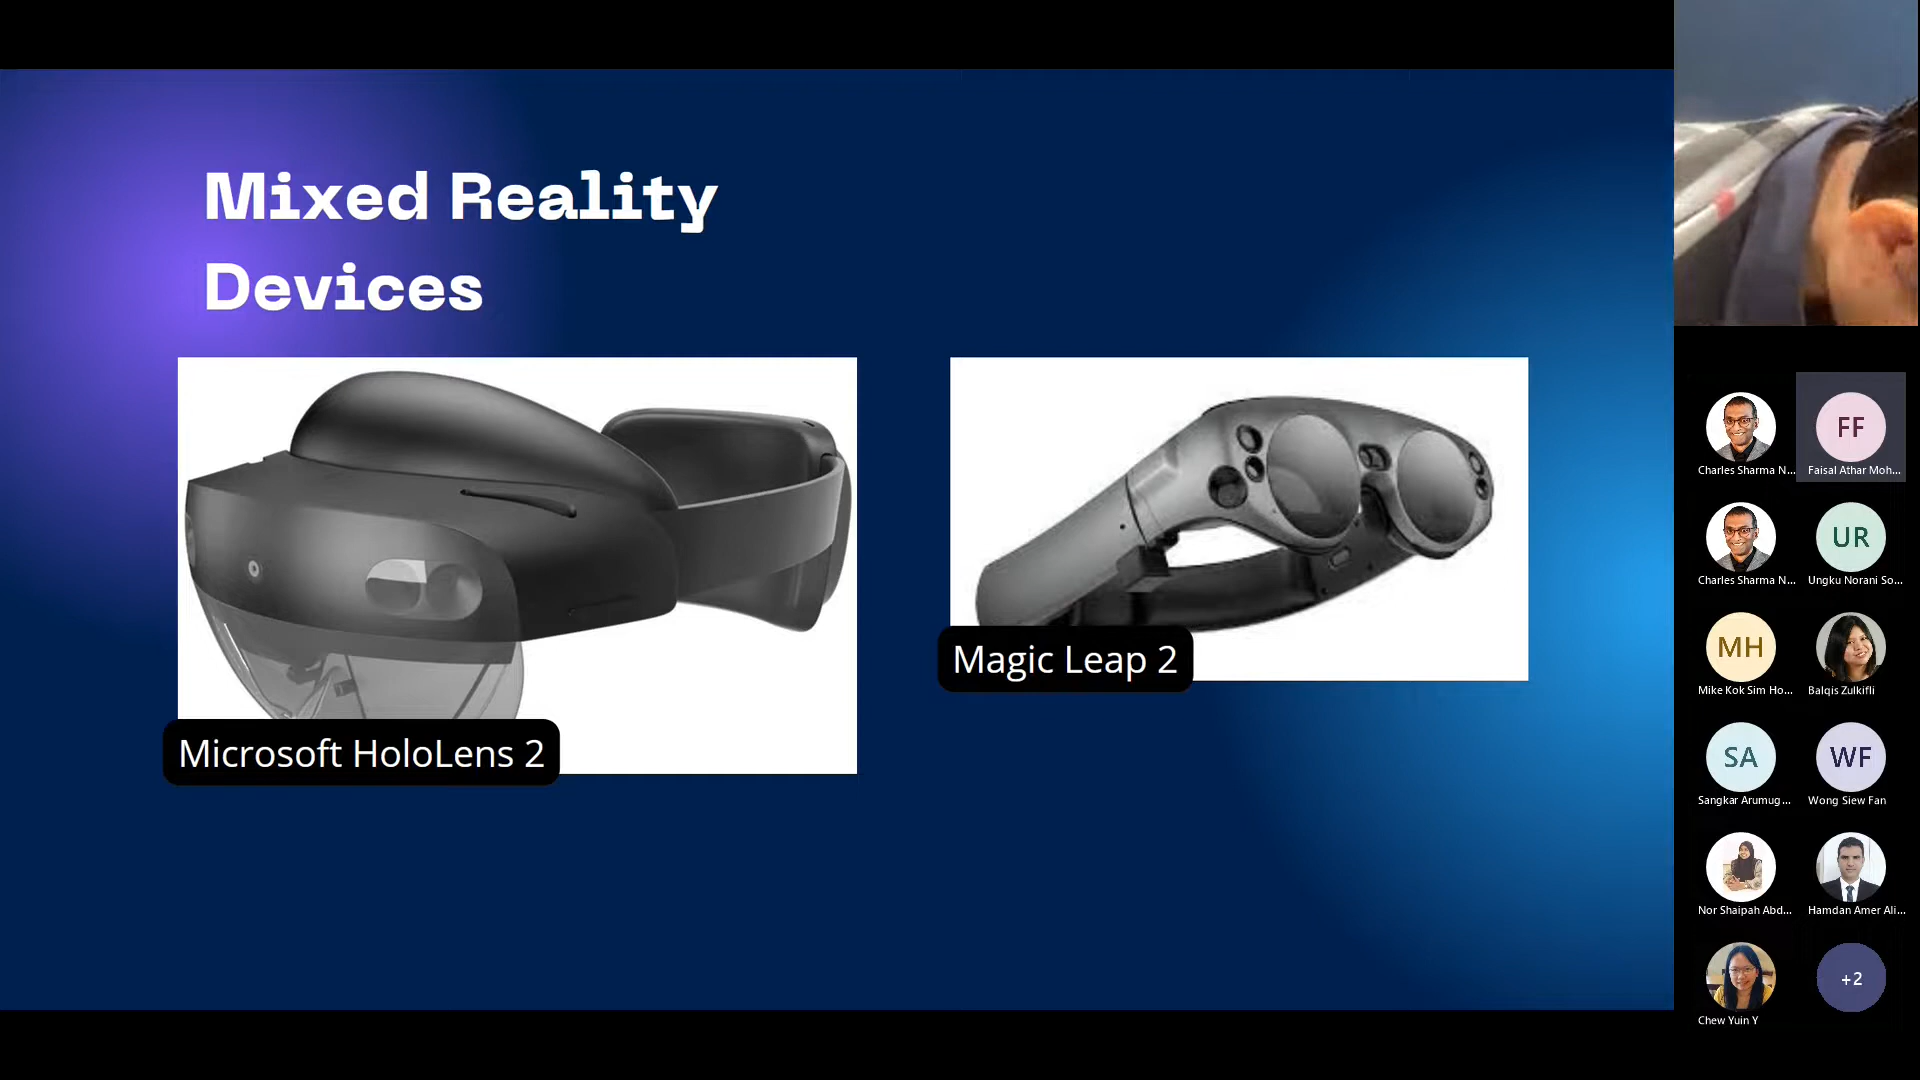 Mixed Reality
Devices
Microsoft HoloLens 2
Magic Leap 2
Charles Sharma N...
FF
Faisal Athar Moh...
Charles Sharma N...
UR
Ungku Norani So...
MH
Mike Kok Sim Ho...
Balqis Zulkifli
SA
Sangkar Arumug...
WF
Wong Siew Fan
Nor Shaipah Abd...
Hamdan Amer Ali...
Chew Yuin Y
+2